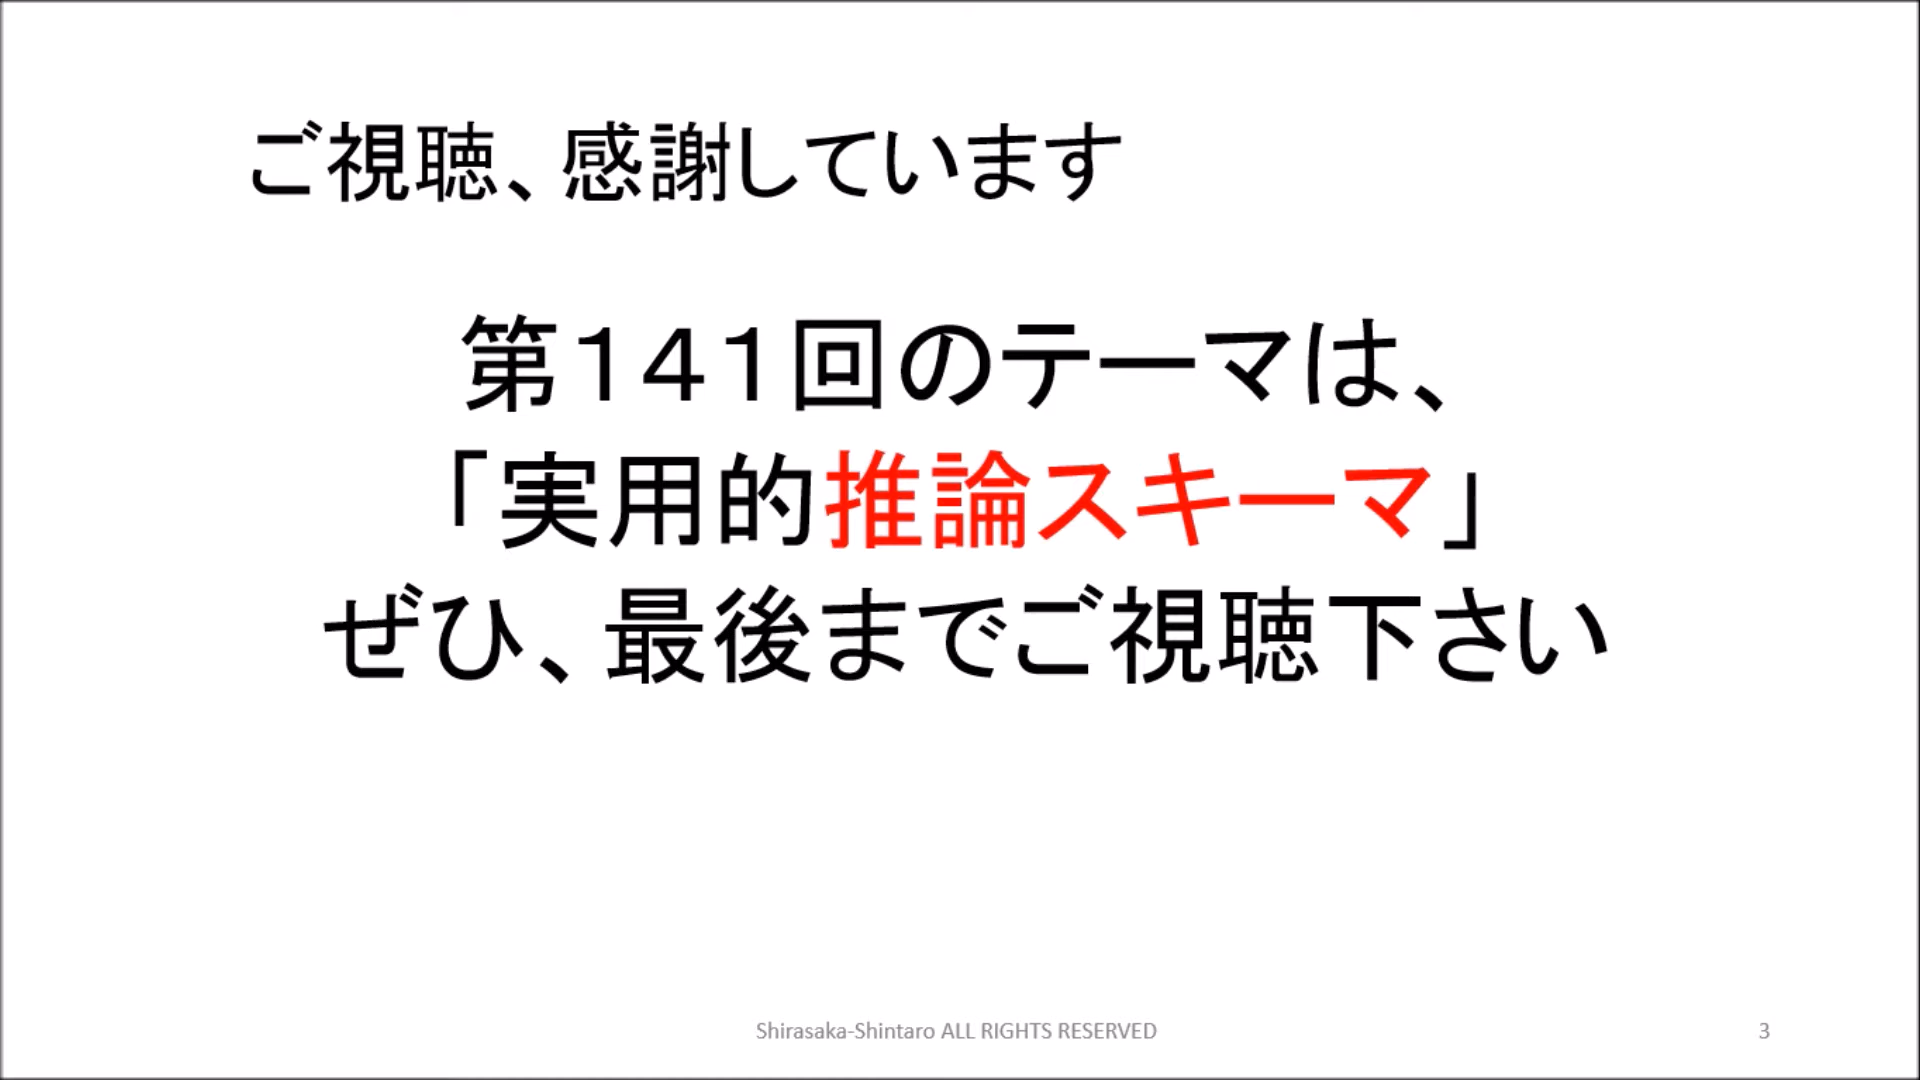 ご視聴、感謝しています
第１４１回のテーマは、
「実用的推論スキーマ」
ぜひ、最後までご視聴下さい
Shirasaka-Shintaro ALL RIGHTS RESERVED
3